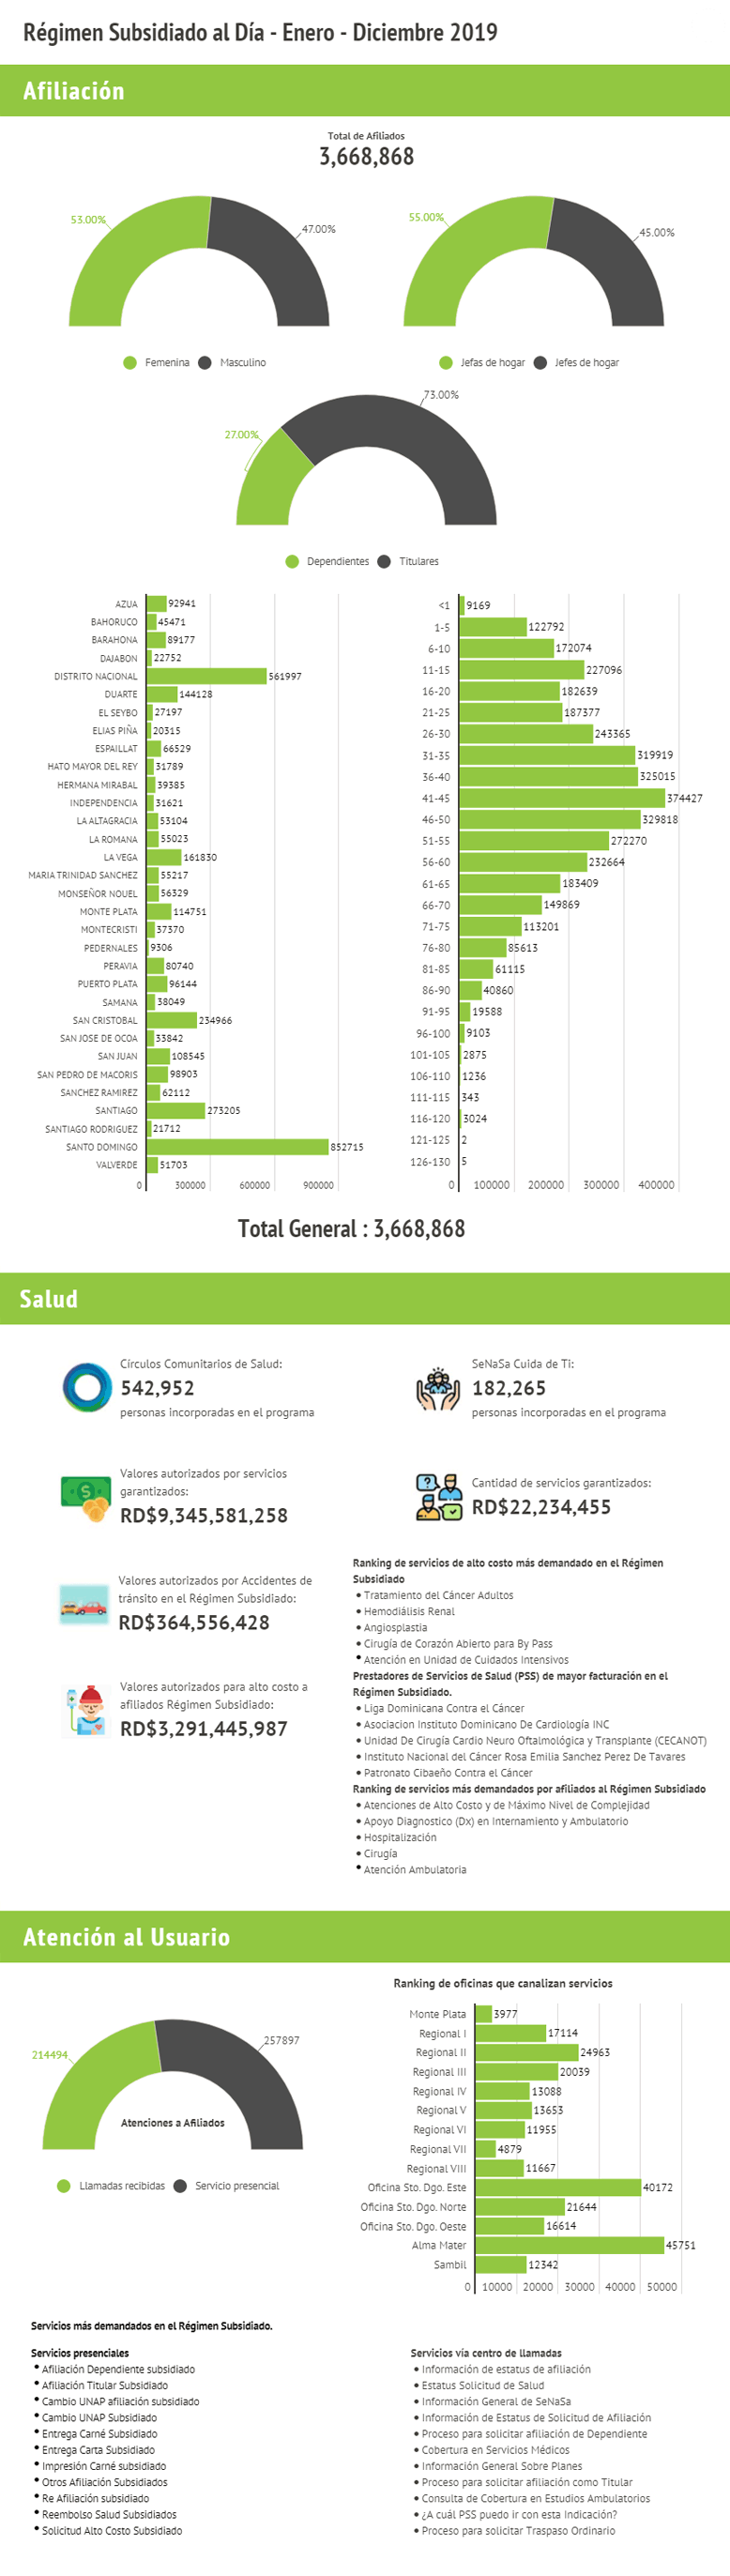 Régimen Subsidiado al Día - Enero - Diciembre 2019
Afiliación
Total de Afiliados
3,668,868
53.00%
47.00%
Femenina
Masculino
55.00%
45.00%
Jefas de hogar
Jefes de hogar
27.00%
73.00%
Dependientes
Titulares
AZUA 92941
BAHORUCO 45471
BARAHONA 89177
DAJABON 22752
DISTRITO NACIONAL 561997
DUARTE 144128
EL SEYBO 27197
ELIAS PIÑA 20315
ESPAILLAT 66529
HATO MAYOR DEL REY 31789
HERMANA MIRABAL 39385
INDEPENDENCIA 31621
LA ALTAGRACIA 53104
LA ROMANA 55023
LA VEGA 161830
MARIA TRINIDAD SANCHEZ 55217
MONSEÑOR NOUEL 56329
MONTE PLATA 114751
MONTECRISTI 37370
PEDERNALES 9306
PERAVIA 80740
PUERTO PLATA 96144
SAMANA 38049
SAN CRISTOBAL 234966
SAN JOSE DE OCOA 33842
SAN JUAN 108545
SAN PEDRO DE MACORIS 98903
SANCHEZ RAMIREZ 62112
SANTIAGO 273205
SANTIAGO RODRIGUEZ 21712
SANTO DOMINGO 852715
VALVERDE 51703
0 300000 600000 900000
<1 9169
1-5 122792
6-10 172074
11-15 227096
16-20 182639
21-25 187377
26-30 243365
31-35 319919
36-40 325015
41-45 374427
46-50 329818
51-55 272270
56-60 232664
61-65 183409
66-70 149869
71-75 113201
76-80 85613
81-85 61115
86-90 40860
91-95 19588
96-100 9103
101-105 2875
106-110 1236
111-115 343
116-120 3024
121-125 2
126-130 5
0 100000 200000 300000 400000
Total General : 3,668,868
Salud
Círculos Comunitarios de Salud:
542,952
personas incorporadas en el programa
SeNaSa Cuida de Ti:
182,265
personas incorporadas en el programa
Valores autorizados por servicios
garantizados:
RD$9,345,581,258
Cantidad de servicios garantizados:
RD$22,234,455
Valores autorizados por Accidentes de
tránsito en el Régimen Subsidiado:
RD$364,556,428
Valores autorizados para alto costo a
afiliados Régimen Subsidiado:
RD$3,291,445,987
Ranking de servicios de alto costo más demandado en el Régimen
Subsidiado
• Tratamiento del Cáncer Adultos
• Hemodiálisis Renal
• Angioplastia
• Cirugía de Corazón Abierto para By Pass
• Atención en Unidad de Cuidados Intensivos
Prestadores de Servicios de Salud (PSS) de mayor facturación en el
Régimen Subsidiado.
• Liga Dominicana Contra el Cáncer
• Asociacion Instituto Dominicano De Cardiología INC
• Unidad De Cirugía Cardio Neuro Oftalmológica y Transplante (CECANOT)
• Instituto Nacional del Cáncer Rosa Emilia Sanchez Perez De Tavares
• Patronato Cibaeño Contra el Cáncer
Ranking de servicios más demandados por afiliados al Régimen Subsidiado
• Atenciones de Alto Costo y de Máximo Nivel de Complejidad
• Apoyo Diagnostico (Dx) en Internamiento y Ambulatorio
• Hospitalización
• Cirugía
• Atención Ambulatoria
Atención al Usuario
214494
257897
Atenciones a Afiliados
Llamadas recibidas
Servicio presencial
Ranking de oficinas que canalizan servicios
Monte Plata 3977
Regional I 17114
Regional II 24963
Regional III 20039
Regional IV 13088
Regional V 13653
Regional VI 11955
Regional VII 4879
Regional VIII 11667
Oficina Sto. Dgo. Este 40172
Oficina Sto. Dgo. Norte 21644
Oficina Sto. Dgo. Oeste 16614
Alma Mater 45751
Sambil 12342
0 10000 20000 30000 40000 50000
Servicios más demandados en el Régimen Subsidiado.
Servicios presenciales
• Afiliación Dependiente subsidiado
• Afiliación Titular Subsidiado
• Cambio UNAP afiliación subsidiado
• Cambio UNAP Subsidiado
• Entrega Carné Subsidiado
• Entrega Carta Subsidiado
• Impresión Carné subsidiado
• Otros Afiliación Subsidiados
• Re Afiliación subsidiado
• Reembolso Salud Subsidiados
• Solicitud Alto Costo Subsidiado
Servicios vía centro de llamadas
• Información de estatus de afiliación
• Estatus Solicitud de Salud
• Información General de SeNaSa
• Información de Estatus de Solicitud de Afiliación
• Proceso para solicitar afiliación de Dependiente
• Cobertura en Servicios Médicos
• Información General Sobre Planes
• Proceso para solicitar afiliación como Titular
• Consulta de Cobertura en Estudios Ambulatorios
• ¿A cuál PSS puedo ir con esta Indicación?
• Proceso para solicitar Traspaso Ordinario